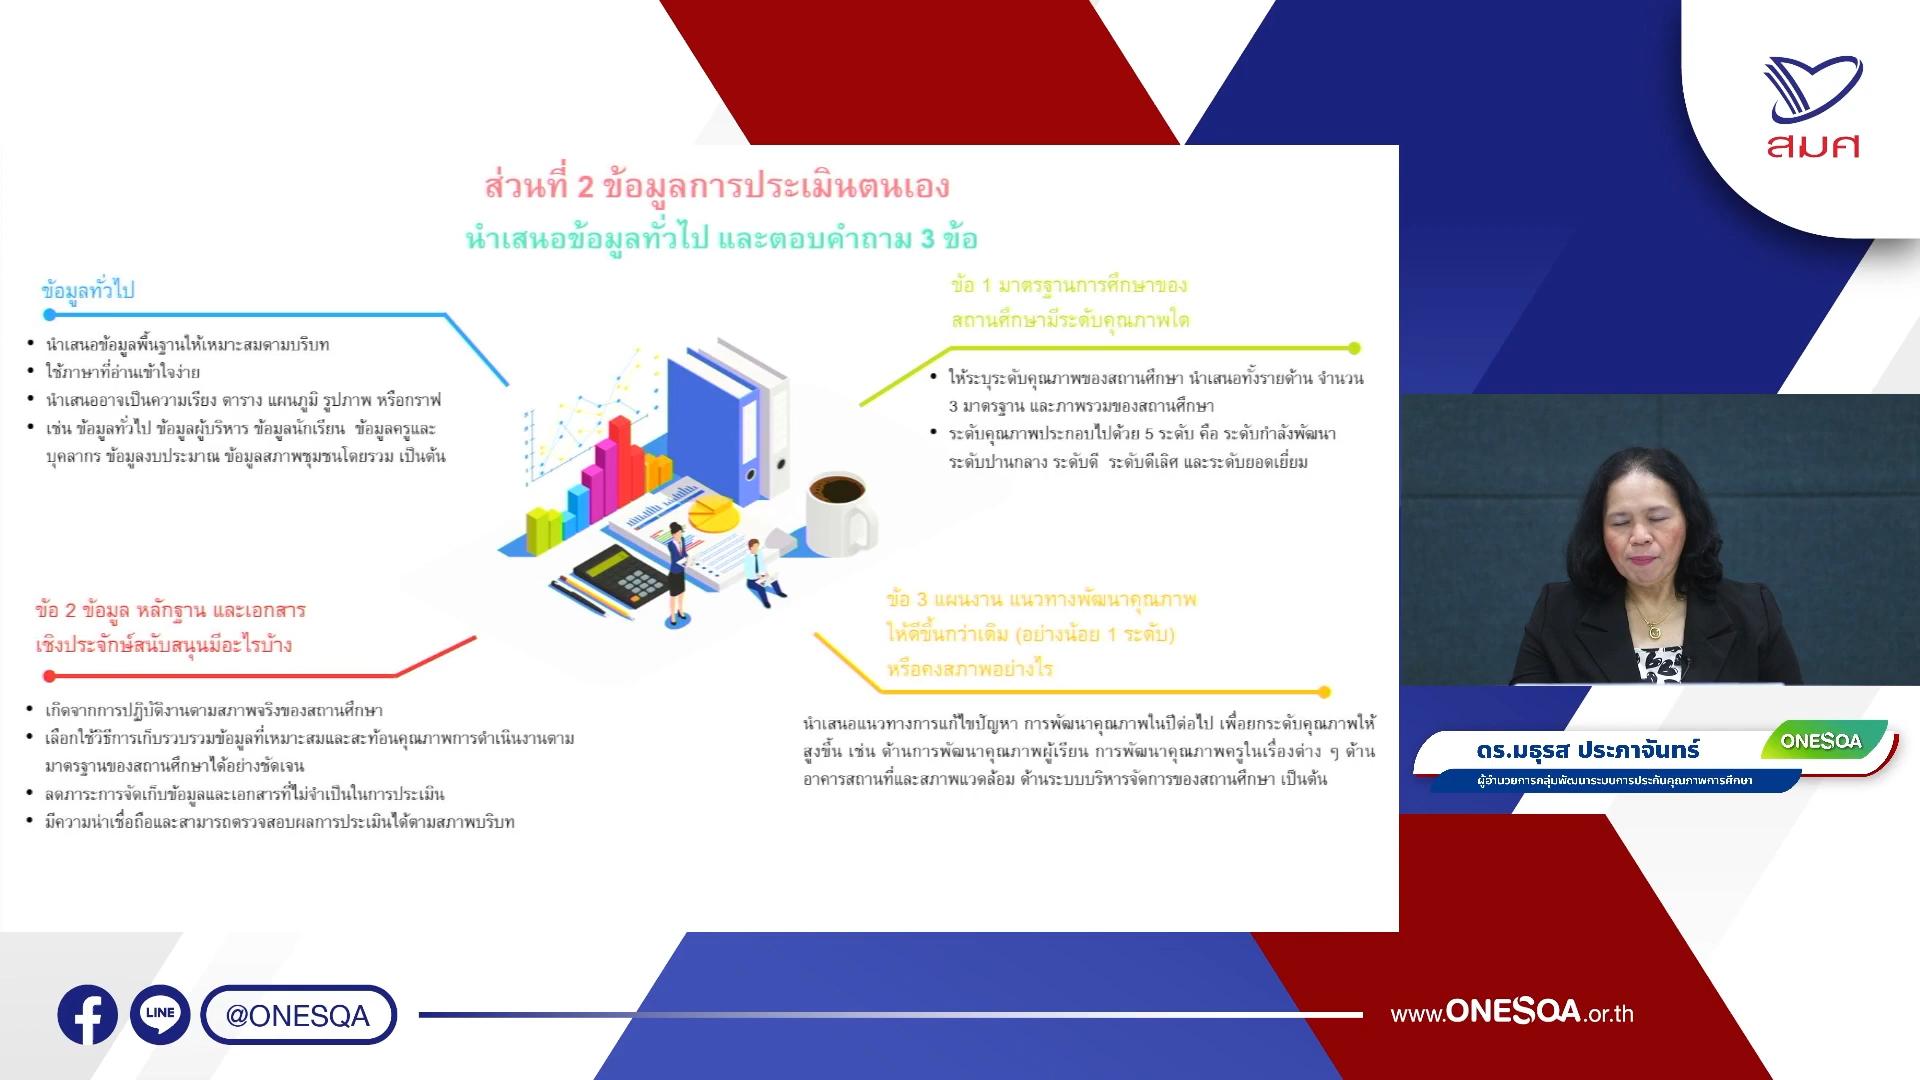 สมศ
ส่วนที่ 2 ข้อมูลการประเมินตนเอง
นำเสนอข้อมูลทั่วไป และตอบคำถาม 3 ข้อ
ข้อมูลทั่วไป
• นำเสนอข้อมูลพื้นฐานให้เหมาะสมตามบริบท
• ใช้ภาษาที่อ่านเข้าใจง่าย
• นำเสนออาจเป็นความเรียง ตาราง แผนภูมิ รูปภาพ หรือกราฟ
• เช่น ข้อมูลทั่วไป ข้อมูลผู้บริหาร ข้อมูลนักเรียน ข้อมูลครูและ
บุคลากร ข้อมูลงบประมาณ ข้อมูลสภาพชุมชนโดยรวม เป็นต้น
ข้อ 1 มาตรฐานการศึกษาของ
สถานศึกษามีระดับคุณภาพใด
• ให้ระบุระดับคุณภาพของสถานศึกษา นำเสนอทั้งรายด้าน จำนวน
3 มาตรฐาน และภาพรวมของสถานศึกษา
• ระดับคุณภาพประกอบไปด้วย 5 ระดับ คือ ระดับกำลังพัฒนา
ระดับปานกลาง ระดับดี ระดับดีเลิศ และระดับยอดเยี่ยม
ข้อ 2 ข้อมูล หลักฐาน และเอกสาร
เชิงประจักษ์สนับสนุนมีอะไรบ้าง
• เกิดจากการปฏิบัติงานตามสภาพจริงของสถานศึกษา
• เลือกใช้วิธีการเก็บรวบรวมข้อมูลที่เหมาะสมและสะท้อนคุณภาพการดำเนินงานตาม
มาตรฐานของสถานศึกษาได้อย่างชัดเจน
• ลดภาระการจัดเก็บข้อมูลและเอกสารที่ไม่จำเป็นในการประเมิน
• มีความน่าเชื่อถือและสามารถตรวจสอบผลการประเมินได้ตามสภาพบริบท
ข้อ 3 แผนงาน แนวทางพัฒนาคุณภาพ
ให้ดีขึ้นกว่าเดิม (อย่างน้อย 1 ระดับ)
หรือคงสภาพอย่างไร
นำเสนอแนวทางการแก้ไขปัญหา การพัฒนาคุณภาพในปีต่อไป เพื่อยกระดับคุณภาพให้
สูงขึ้น เช่น ด้านการพัฒนาคุณภาพผู้เรียน การพัฒนาคุณภาพครูในเรื่องต่าง ๆ ด้าน
อาคารสถานที่และสภาพแวดล้อม ด้านระบบบริหารจัดการของสถานศึกษา เป็นต้น
ดร.มธุรส ประภาจันทร์
ONESQA
ผู้อำนวยการกลุ่มพัฒนาระบบการประกันคุณภาพการศึกษา
LINE
@ONESQA
www.ONESQA.or.th